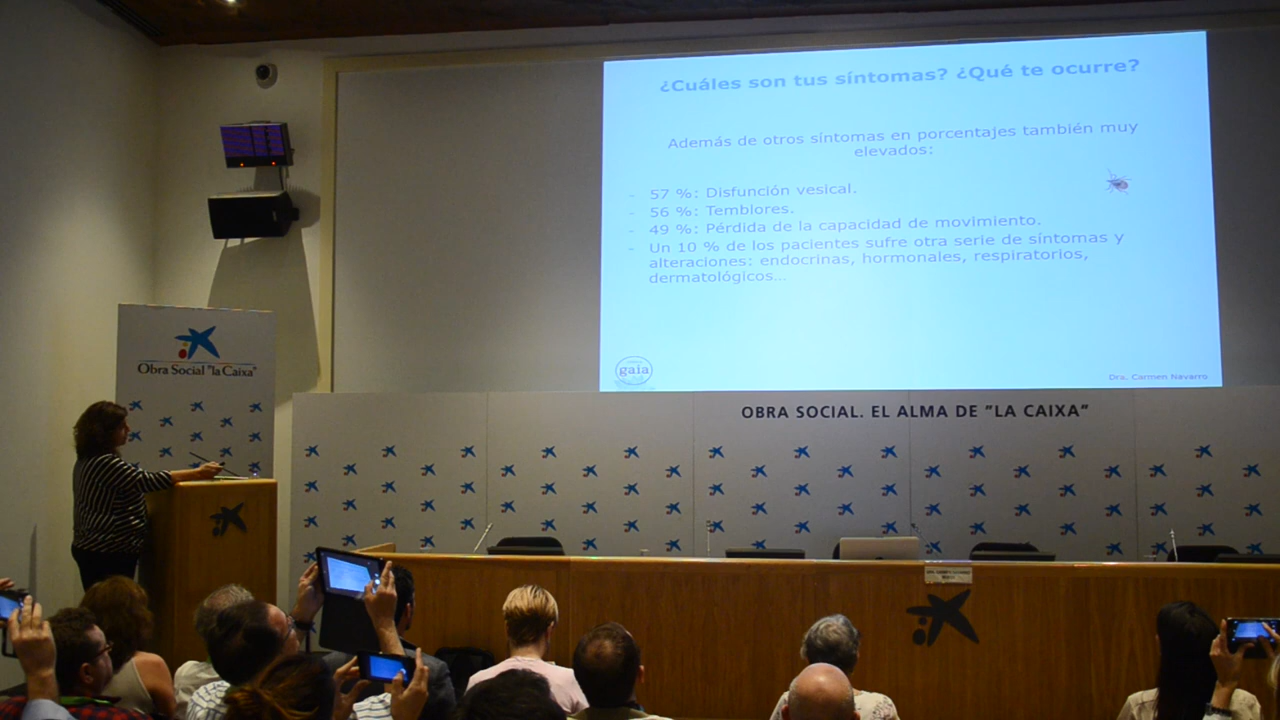 ¿Cuáles son tus síntomas? ¿Qué te ocurre?
Además de otros síntomas en porcentajes también muy
elevados:
- 57 %: Disfunción vesical.
- 56 %: Temblores.
- 49 %: Pérdida de la capacidad de movimiento.
- Un 10 % de los pacientes sufre otra serie de síntomas y
alteraciones: endocrinas, hormonales, respiratorios,
dermatológicos...
gaia
Dra. Carmen Navarro
Obra Social "la Caixa"
OBRA SOCIAL. EL ALMA DE "LA CAIXA"